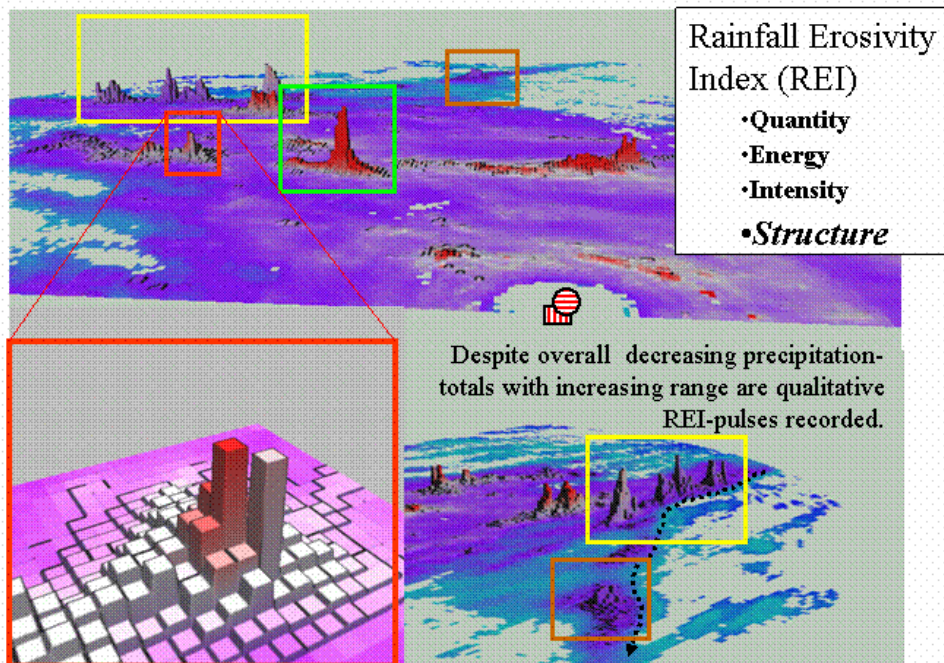 Rainfall Erosivity
Index (REI)
•Quantity
•Energy
•Intensity
•Structure
Despite overall decreasing precipitation-
totals with increasing range are qualitative
REI-pulses recorded.